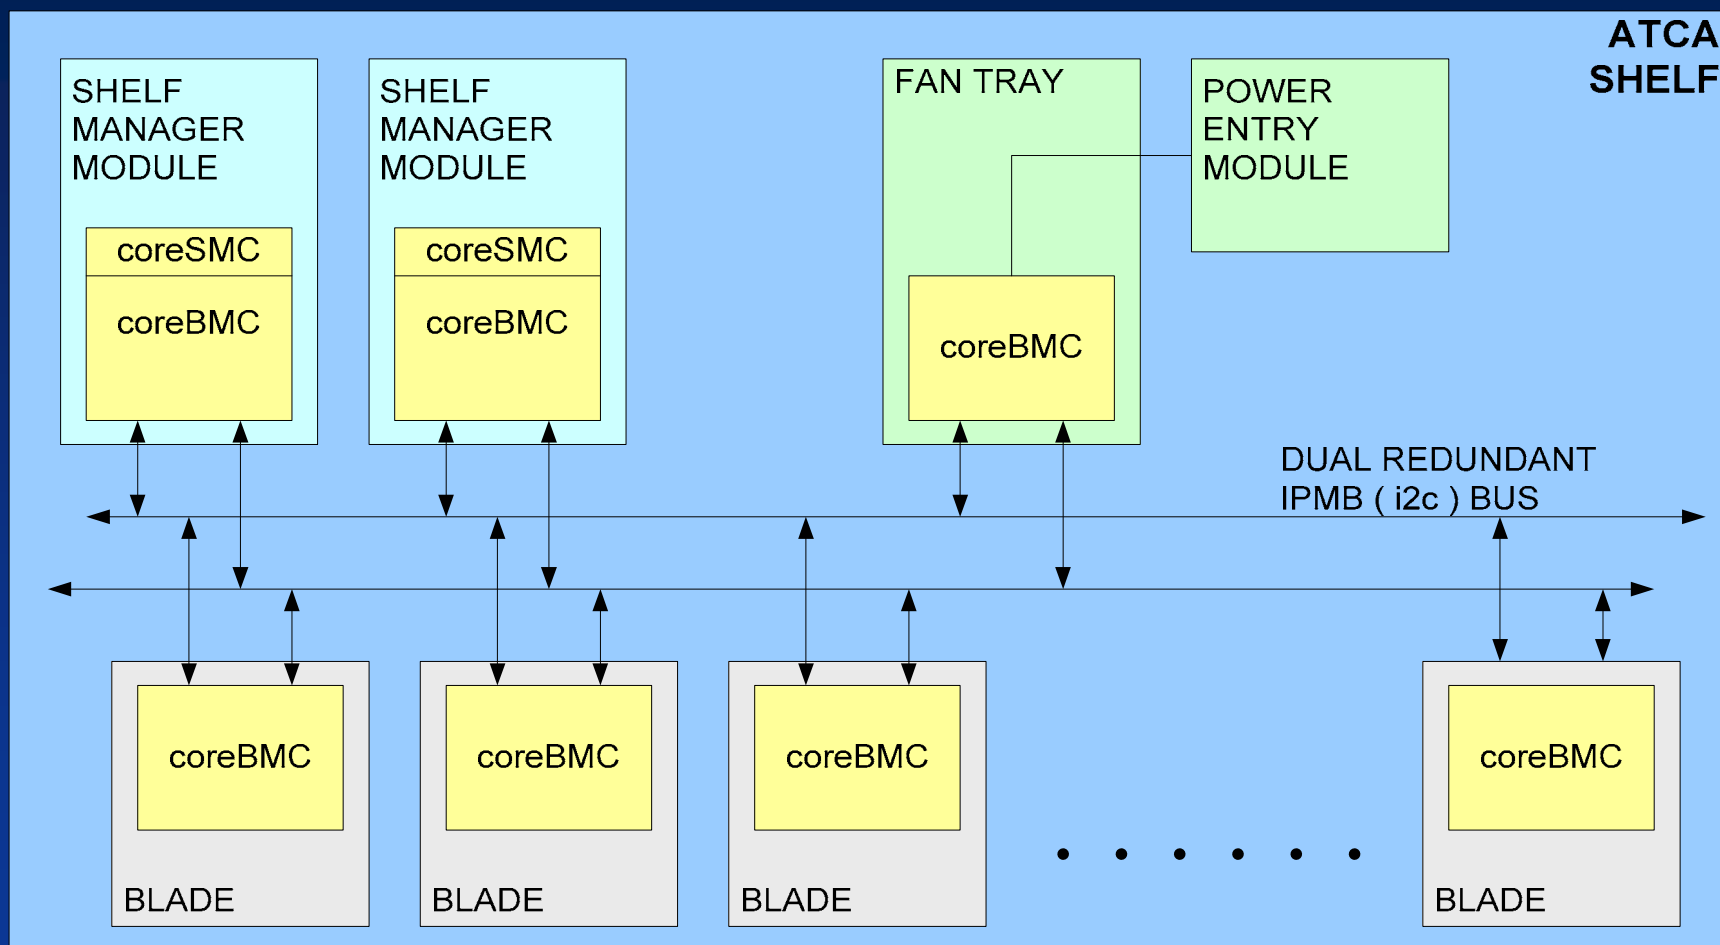 ATCA
SHELF
SHELF
MANAGER
MODULE
coreSMC
coreBMC
SHELF
MANAGER
MODULE
coreSMC
coreBMC
FAN TRAY
coreBMC
POWER
ENTRY
MODULE
DUAL REDUNDANT
IPMB ( i2c ) BUS
coreBMC
BLADE
coreBMC
BLADE
coreBMC
BLADE
coreBMC
BLADE